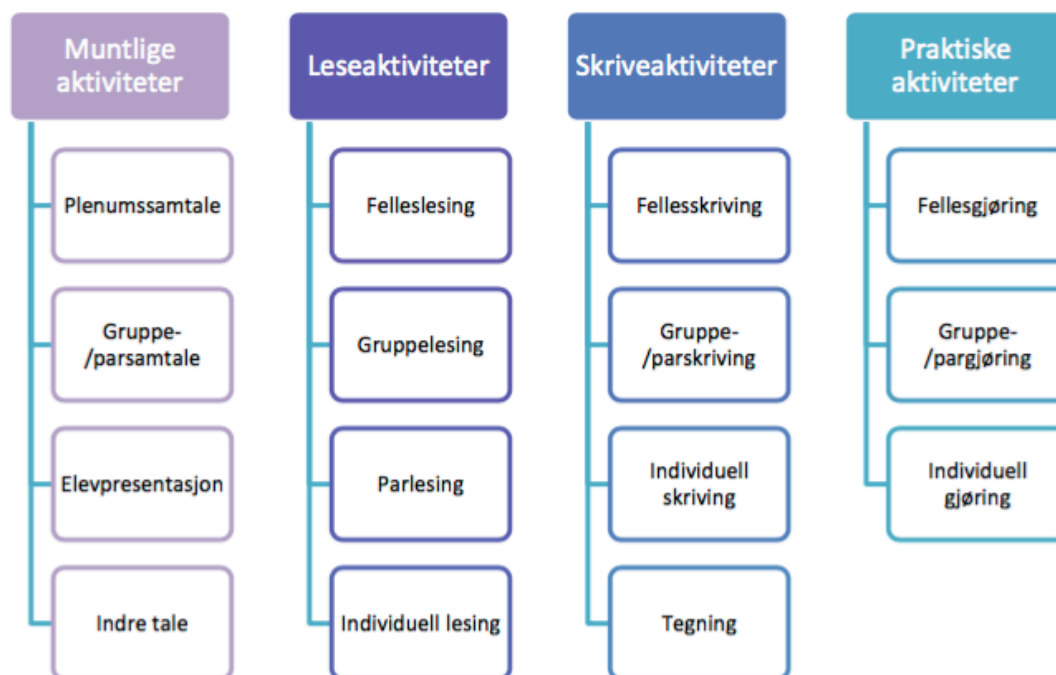 Muntlige
aktiviteter
Plenumssamtale
Gruppe-
/parsamtale
Elevpresentasjon
Indre tale
Leseaktiviteter
Felleslesing
Gruppelesing
Parlesing
Individuell lesing
Skriveaktiviteter
Fellesskriving
Gruppe-
/parskriving
Individuell
skriving
Tegning
Praktiske
aktiviteter
Fellesgjøring
Gruppe-
/pargjøring
Individuell
gjøring